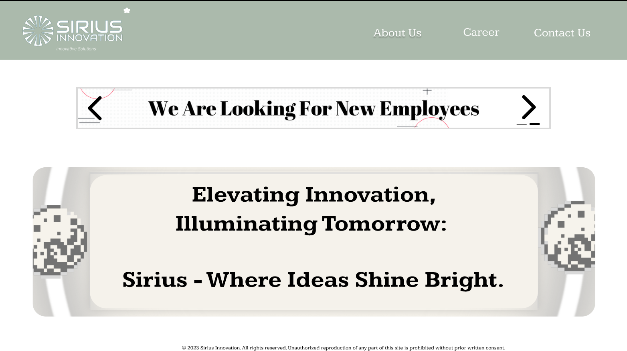 SIRIUS
INNOVATION
Innovative Solutions
About Us
Career
Contact Us
We Are Looking For New Employees
Elevating Innovation,
Illuminating Tomorrow:
Sirius - Where Ideas Shine Bright.
© 2023 Sirius Innovation. All rights reserved. Unauthorized reproduction of any part of this site is prohibited without prior written consent.